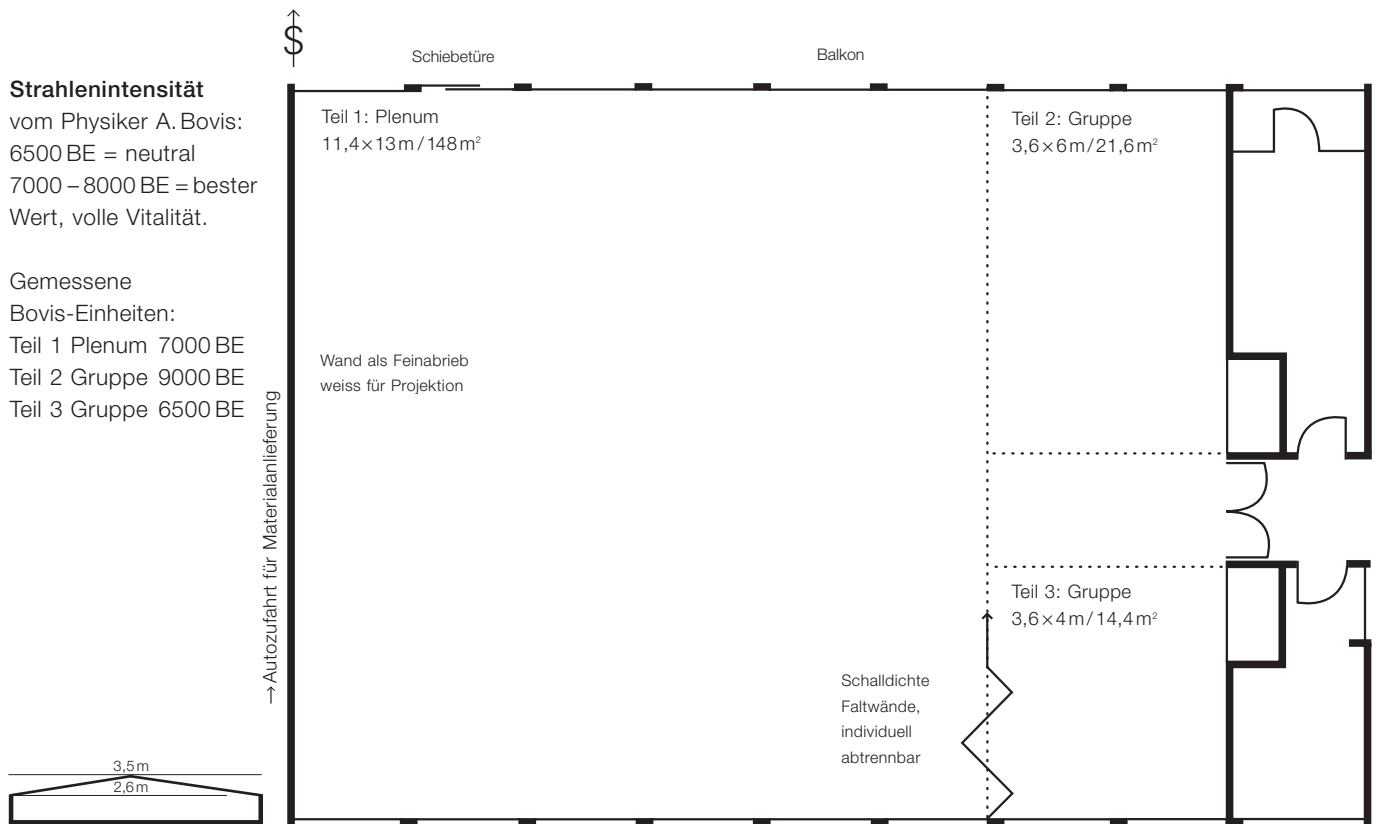 Strahlenintensität
vom Physiker A. Bovis:
6500 BE = neutral
7000 – 8000 BE = bester
Wert, volle Vitalität.
Gemessene
Bovis-Einheiten:
Teil 1 Plenum 7000 BE
Teil 2 Gruppe 9000 BE
Teil 3 Gruppe 6500 BE
→ Autozufahrt für Materialanlieferung
3,5 m
2,6 m
S
Schiebetüre
Balkon
Teil 1: Plenum
11,4 × 13 m / 148 m²
Teil 2: Gruppe
3,6 × 6 m / 21,6 m²
Wand als Feinabrieb
weiss für Projektion
Teil 3: Gruppe
3,6 × 4 m / 14,4 m²
Schalldichte
Faltwände,
individuell
abtrennbar